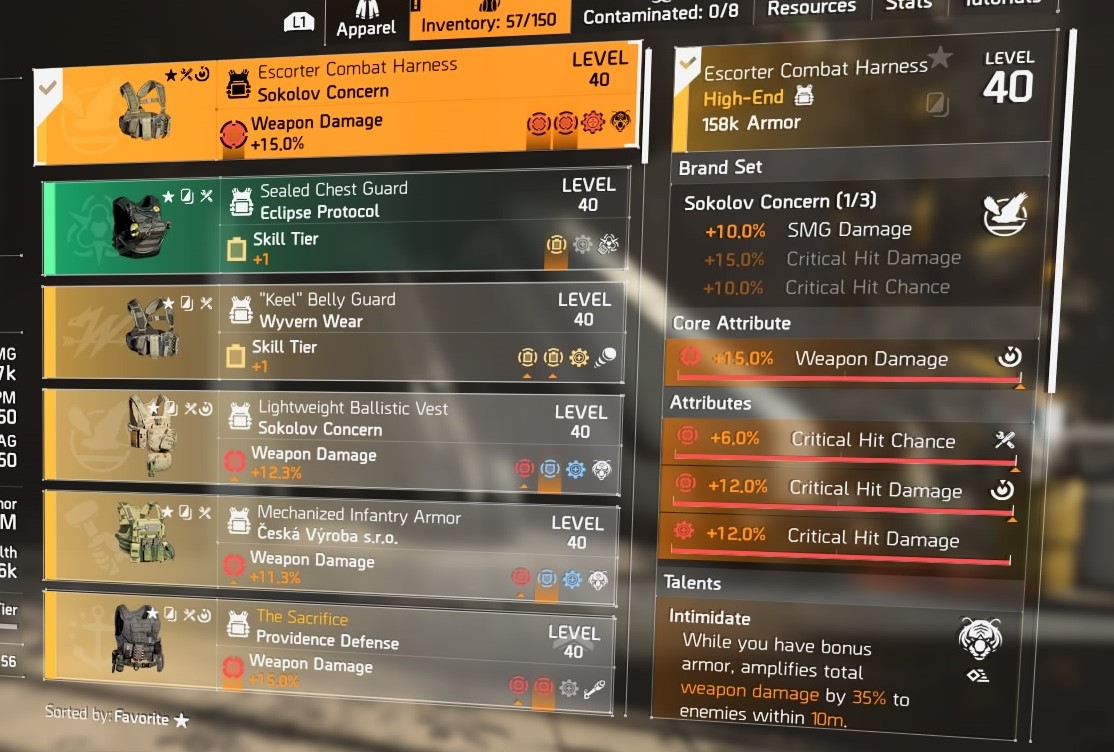 L1
Apparel
Inventory: 57/150
Contaminated: 0/8
Resources
Stats
Tutorials
Escorter Combat Harness
Sokolov Concern
LEVEL
40
Weapon Damage
+15.0%
Sealed Chest Guard
Eclipse Protocol
LEVEL
40
Skill Tier
+1
"Keel" Belly Guard
Wyvern Wear
LEVEL
40
Skill Tier
+1
Lightweight Ballistic Vest
Sokolov Concern
LEVEL
40
Weapon Damage
+12.3%
Mechanized Infantry Armor
Česká Výroba s.r.o.
LEVEL
40
Weapon Damage
+11.3%
The Sacrifice
Providence Defense
LEVEL
40
Weapon Damage
+15.0%
Sorted by: Favorite
Escorter Combat Harness
High-End
158k Armor
LEVEL
40
Brand Set
Sokolov Concern (1/3)
+10.0% SMG Damage
+15.0% Critical Hit Damage
+10.0% Critical Hit Chance
Core Attribute
+15.0% Weapon Damage
Attributes
+6.0% Critical Hit Chance
+12.0% Critical Hit Damage
+12.0% Critical Hit Damage
Talents
Intimidate
While you have bonus
armor, amplifies total
weapon damage by 35% to
enemies within 10m.